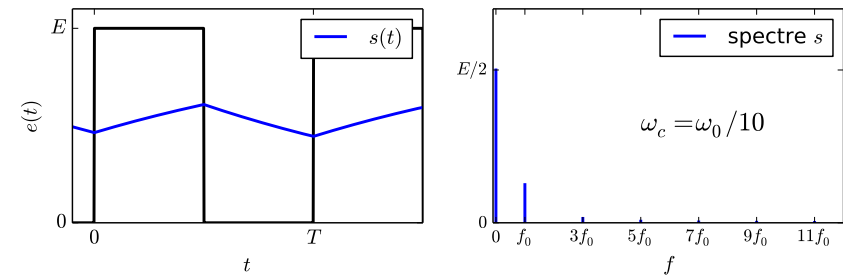 E
s(t)
e(t)
0
0
T
t
spectre s
E/2
ω_c = ω_0/10
0
0 f_0 3f_0 5f_0 7f_0 9f_0 11f_0
f